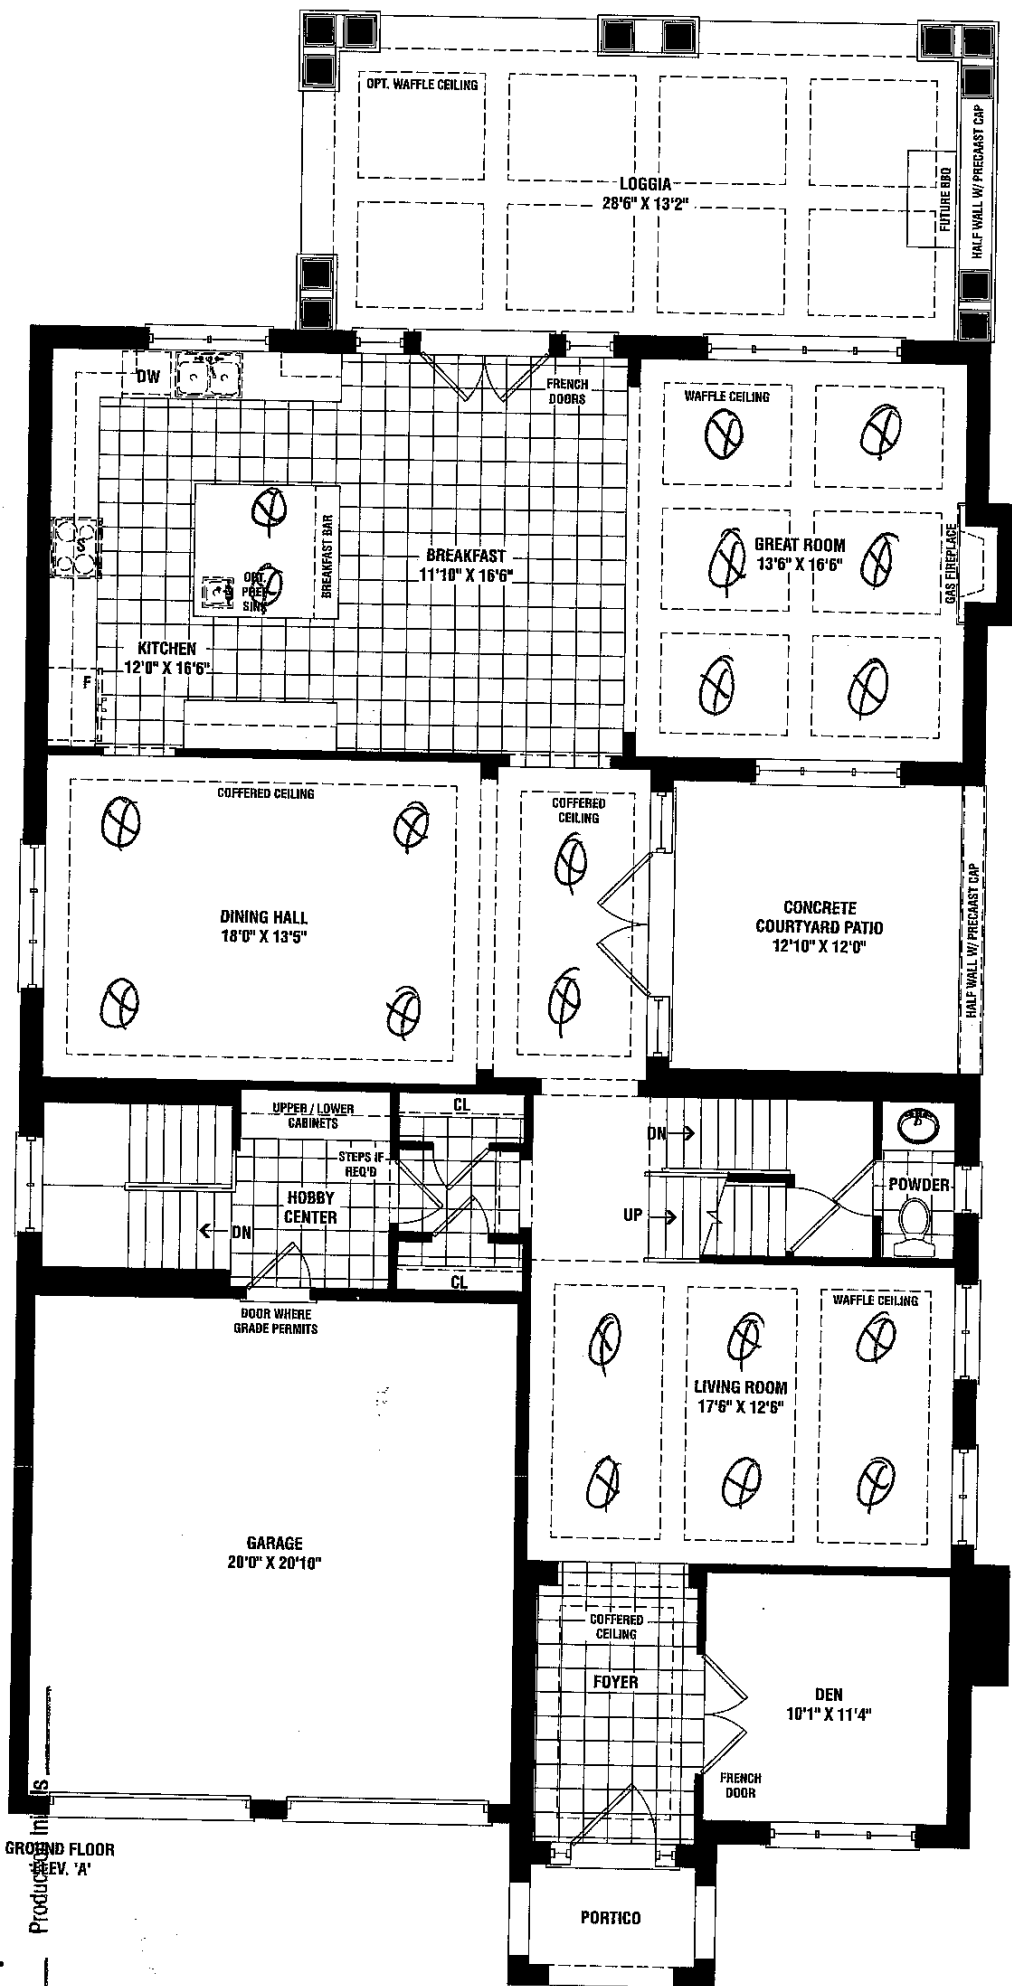 OPT. WAFFLE CEILING
LOGGIA
28'6" X 13'2"
FUTURE BBQ
HALF WALL W/ PRECAAST CAP
DW
FRENCH
DOORS
WAFFLE CEILING
BREAKFAST BAR
OPT.
PREP
SINK
BREAKFAST
11'10" X 16'6"
GREAT ROOM
13'6" X 16'6"
GAS FIREPLACE
KITCHEN
12'0" X 16'6"
F
COFFERED CEILING
COFFERED
CEILING
DINING HALL
18'0" X 13'5"
CONCRETE
COURTYARD PATIO
12'10" X 12'0"
HALF WALL W/ PRECAAST CAP
UPPER / LOWER
CABINETS
CL
STEPS IF
REQ'D
DN
HOBBY
CENTER
DN
UP
POWDER
CL
DOOR WHERE
GRADE PERMITS
WAFFLE CEILING
LIVING ROOM
17'6" X 12'6"
GARAGE
20'0" X 20'10"
COFFERED
CEILING
FOYER
DEN
10'1" X 11'4"
FRENCH
DOOR
GROUND FLOOR
ELEV. 'A'
PORTICO